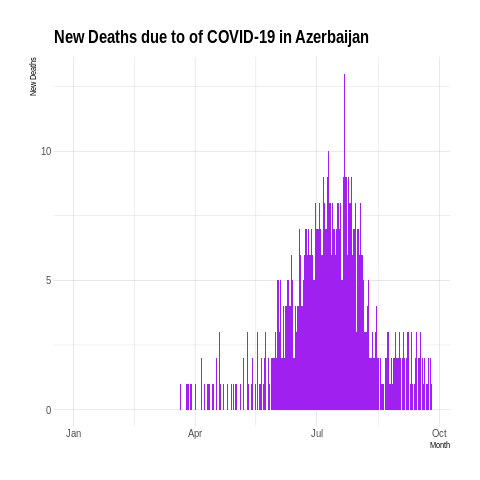 New Deaths due to of COVID-19 in Azerbaijan
New Deaths
10
5
0
Jan Apr Jul Oct
Month